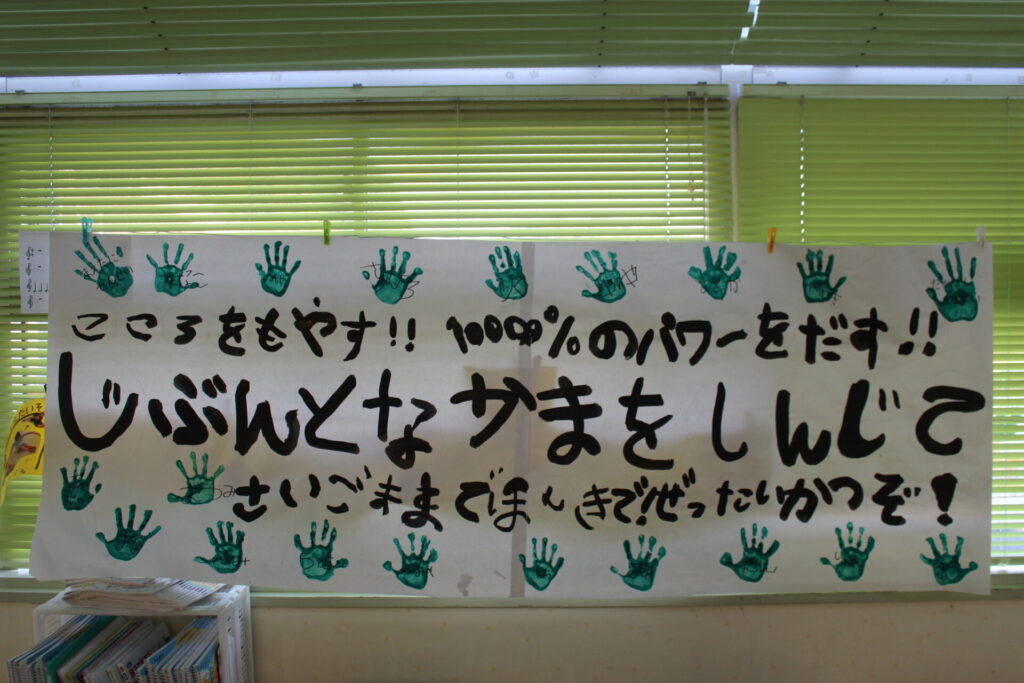 こころをもやす!! 10000%のパワーをだす!!
じぶんとなかまをしんじて
さいごままでほんきで!ぜったいかつぞ!